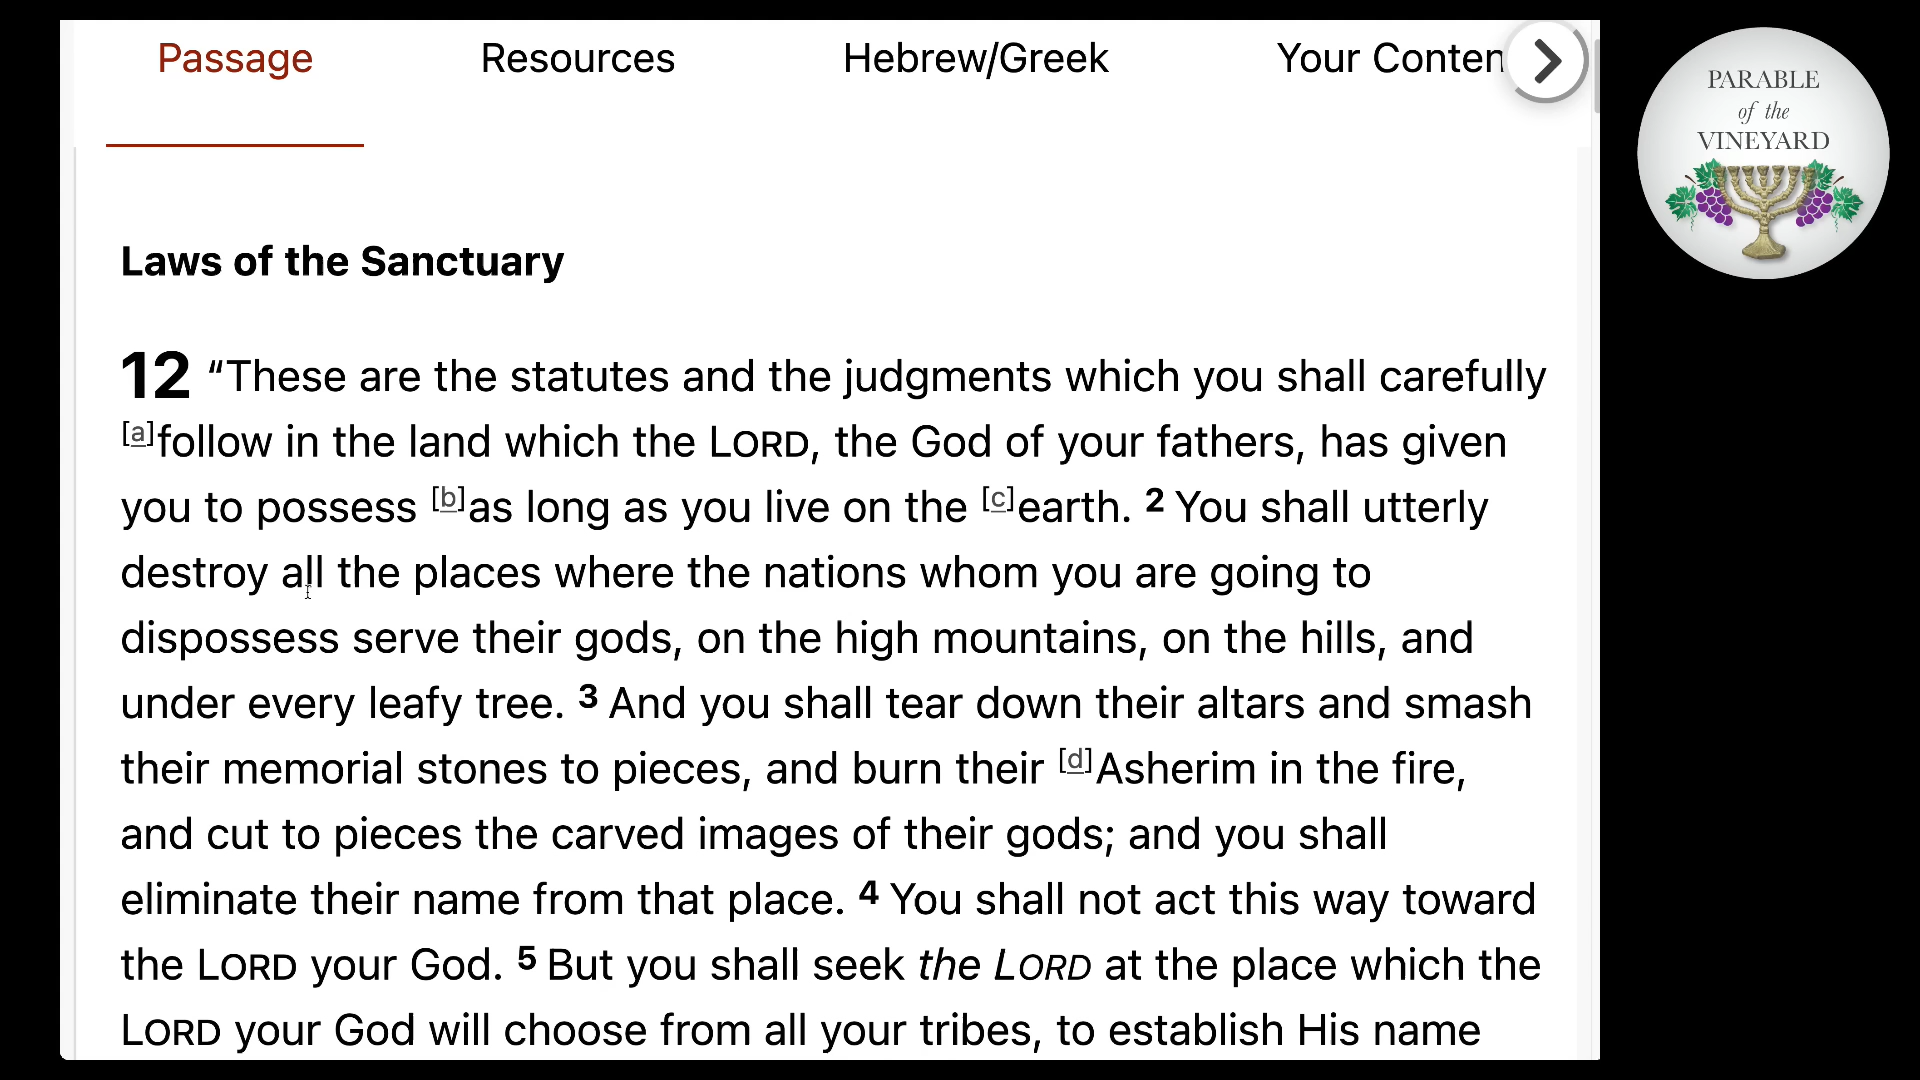 Passage
Resources
Hebrew/Greek
Your Conten
PARABLE
of the
VINEYARD
Laws of the Sanctuary
12 “These are the statutes and the judgments which you shall carefully
[a]follow in the land which the LORD, the God of your fathers, has given
you to possess [b]as long as you live on the [c]earth. 2 You shall utterly
destroy all the places where the nations whom you are going to
dispossess serve their gods, on the high mountains, on the hills, and
under every leafy tree. 3 And you shall tear down their altars and smash
their memorial stones to pieces, and burn their [d]Asherim in the fire,
and cut to pieces the carved images of their gods; and you shall
eliminate their name from that place. 4 You shall not act this way toward
the LORD your God. 5 But you shall seek the LORD at the place which the
LORD your God will choose from all your tribes, to establish His name